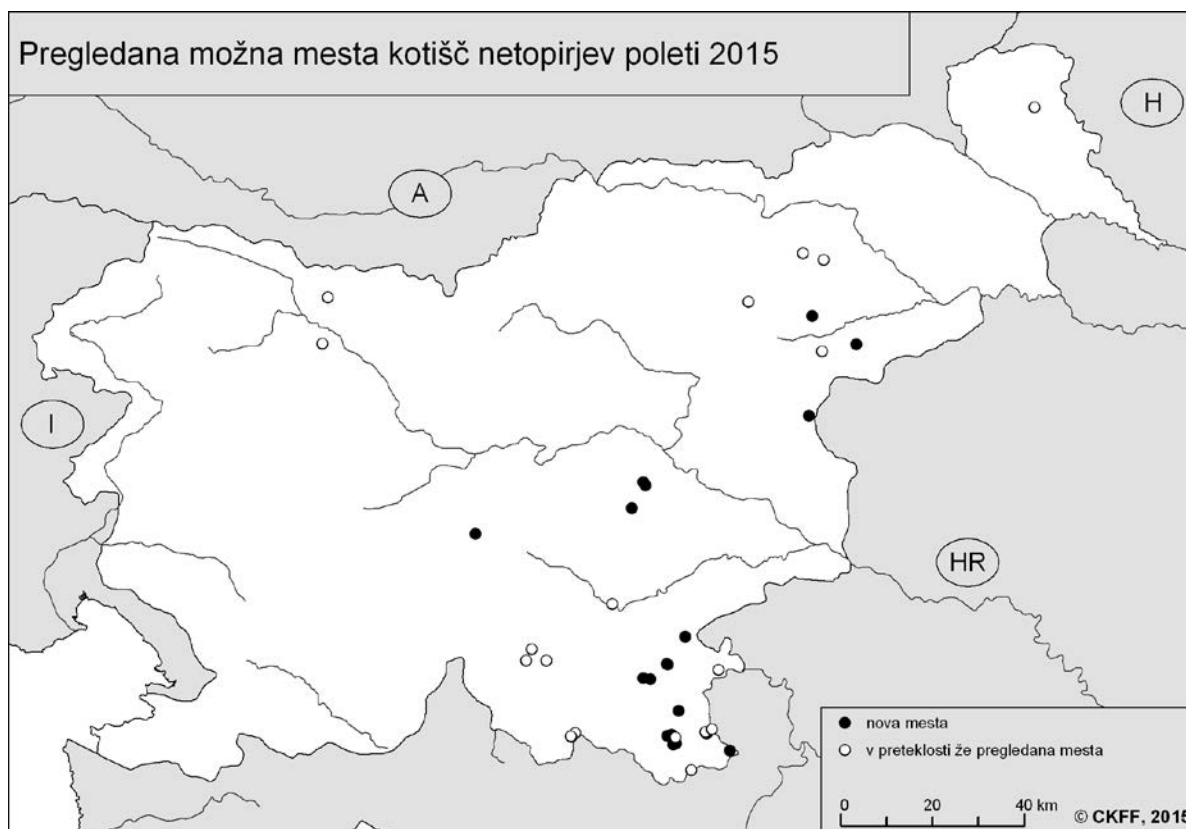 Pregledana možna mesta kotišč netopirjev poleti 2015
H
A
I
HR
nova mesta
v preteklosti že pregledana mesta
0 20 40 km
© CKFF, 2015